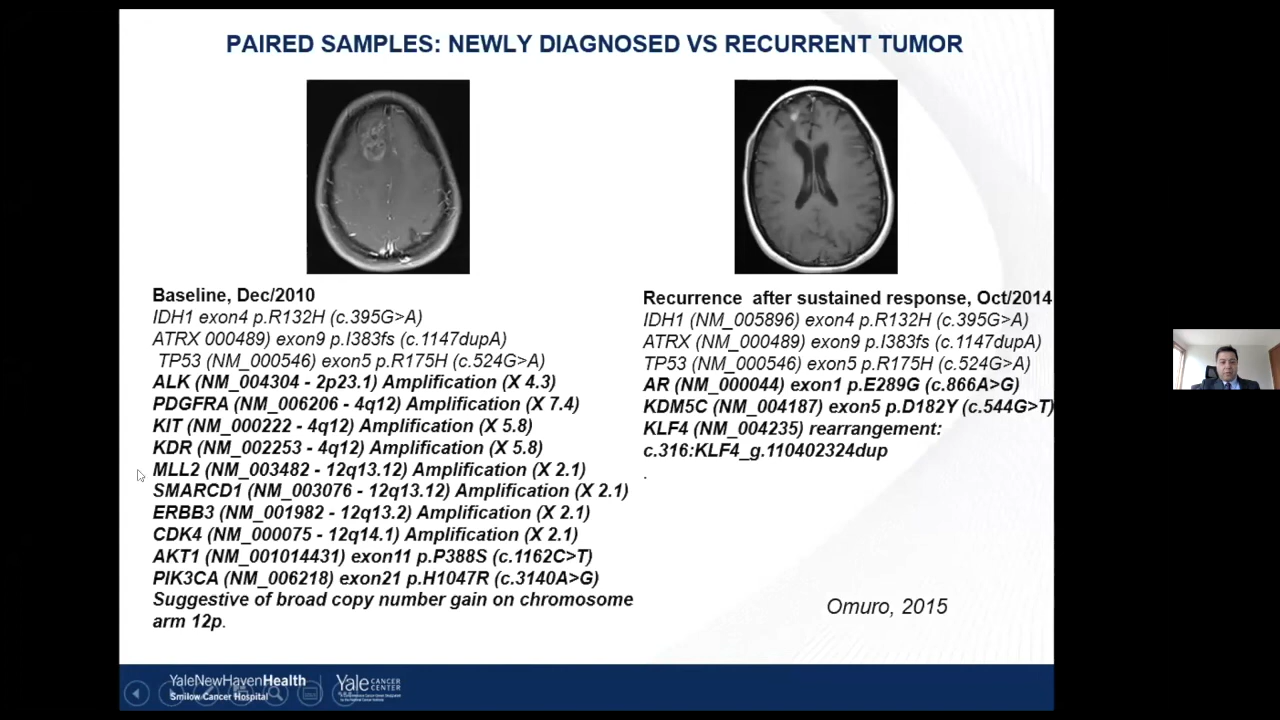 PAIRED SAMPLES: NEWLY DIAGNOSED VS RECURRENT TUMOR
Baseline, Dec/2010
IDH1 exon4 p.R132H (c.395G>A)
ATRX 000489) exon9 p.I383fs (c.1147dupA)
TP53 (NM_000546) exon5 p.R175H (c.524G>A)
ALK (NM_004304 - 2p23.1) Amplification (X 4.3)
PDGFRA (NM_006206 - 4q12) Amplification (X 7.4)
KIT (NM_000222 - 4q12) Amplification (X 5.8)
KDR (NM_002253 - 4q12) Amplification (X 5.8)
MLL2 (NM_003482 - 12q13.12) Amplification (X 2.1)
SMARCD1 (NM_003076 - 12q13.12) Amplification (X 2.1)
ERBB3 (NM_001982 - 12q13.2) Amplification (X 2.1)
CDK4 (NM_000075 - 12q14.1) Amplification (X 2.1)
AKT1 (NM_001014431) exon11 p.P388S (c.1162C>T)
PIK3CA (NM_006218) exon21 p.H1047R (c.3140A>G)
Suggestive of broad copy number gain on chromosome
arm 12p.
Recurrence after sustained response, Oct/2014
IDH1 (NM_005896) exon4 p.R132H (c.395G>A)
ATRX (NM_000489) exon9 p.I383fs (c.1147dupA)
TP53 (NM_000546) exon5 p.R175H (c.524G>A)
AR (NM_000044) exon1 p.E289G (c.866A>G)
KDM5C (NM_004187) exon5 p.D182Y (c.544G>T)
KLF4 (NM_004235) rearrangement:
c.316:KLF4_g.110402324dup
.
Omuro, 2015
YaleNewHavenHealth
Smilow Cancer Hospital
Yale CANCER
CENTER